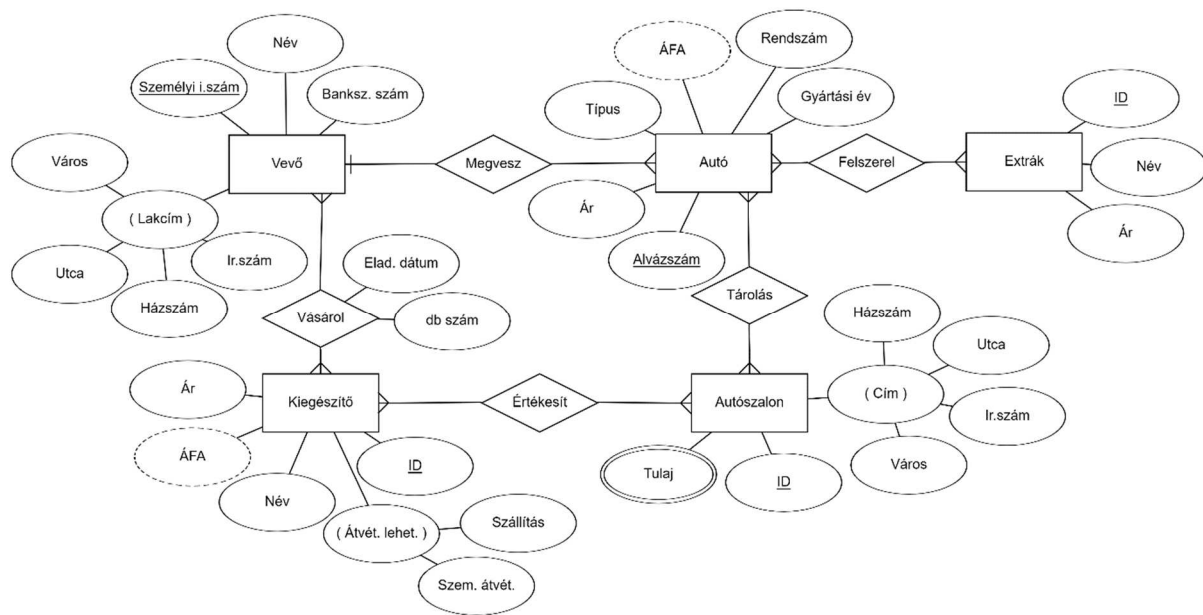 Név
ÁFA
Rendszám
Személyi i.szám
Banksz. szám
Típus
Gyártási év
ID
Város
Vevő
Megvesz
Autó
Felszerel
Extrák
Név
( Lakcím )
Ár
Ár
Utca
Ir.szám
Alvázszám
Házszám
Elad. dátum
Vásárol
db szám
Tárolás
Házszám
Utca
Ár
Kiegészítő
Értékesít
Autószalon
( Cím )
Ir.szám
ÁFA
ID
Tulaj
ID
Város
Név
( Átvét. lehet. )
Szállítás
Szem. átvét.